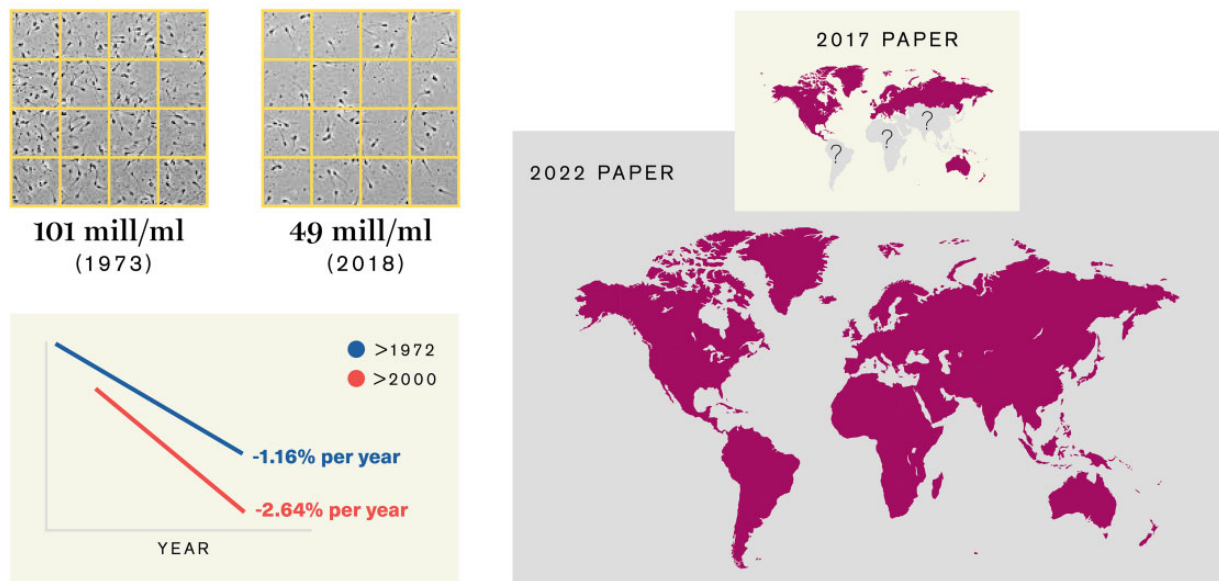 101 mill/ml
(1973)
49 mill/ml
(2018)
>1972
>2000
-1.16% per year
-2.64% per year
YEAR
2017 PAPER
?
?
?
2022 PAPER